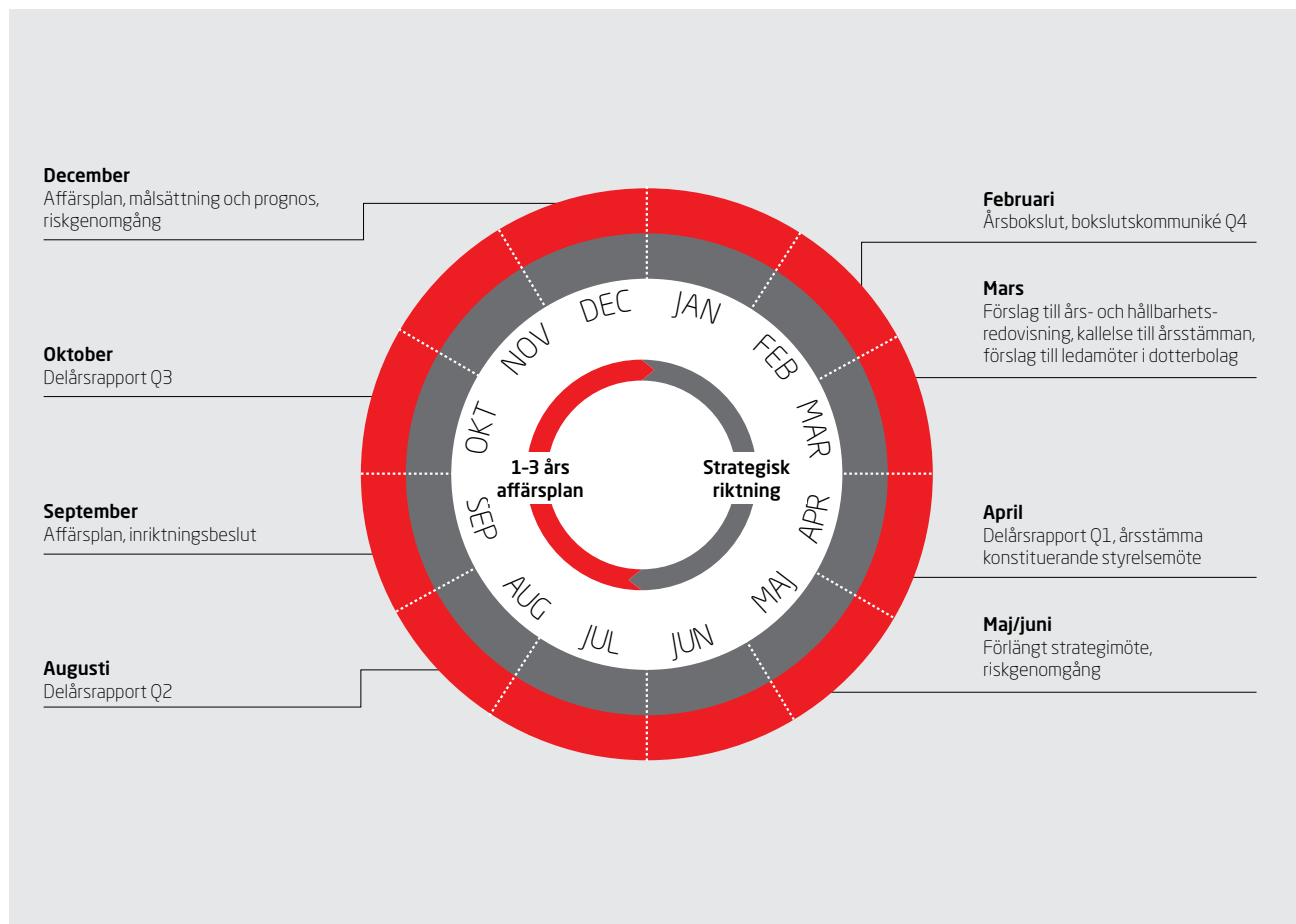 December
Affärsplan, målsättning och prognos,
riskgenomgång
Oktober
Delårsrapport Q3
September
Affärsplan, inriktningsbeslut
Augusti
Delårsrapport Q2
JAN
FEB
MAR
APR
MAJ
JUN
JUL
AUG
SEP
OKT
NOV
DEC
1–3 års
affärsplan
Strategisk
riktning
Februari
Årsbokslut, bokslutskommuniké Q4
Mars
Förslag till års- och hållbarhets-
redovisning, kallelse till årsstämman,
förslag till ledamöter i dotterbolag
April
Delårsrapport Q1, årsstämma
konstituerande styrelsemöte
Maj/juni
Förlängt strategimöte,
riskgenomgång